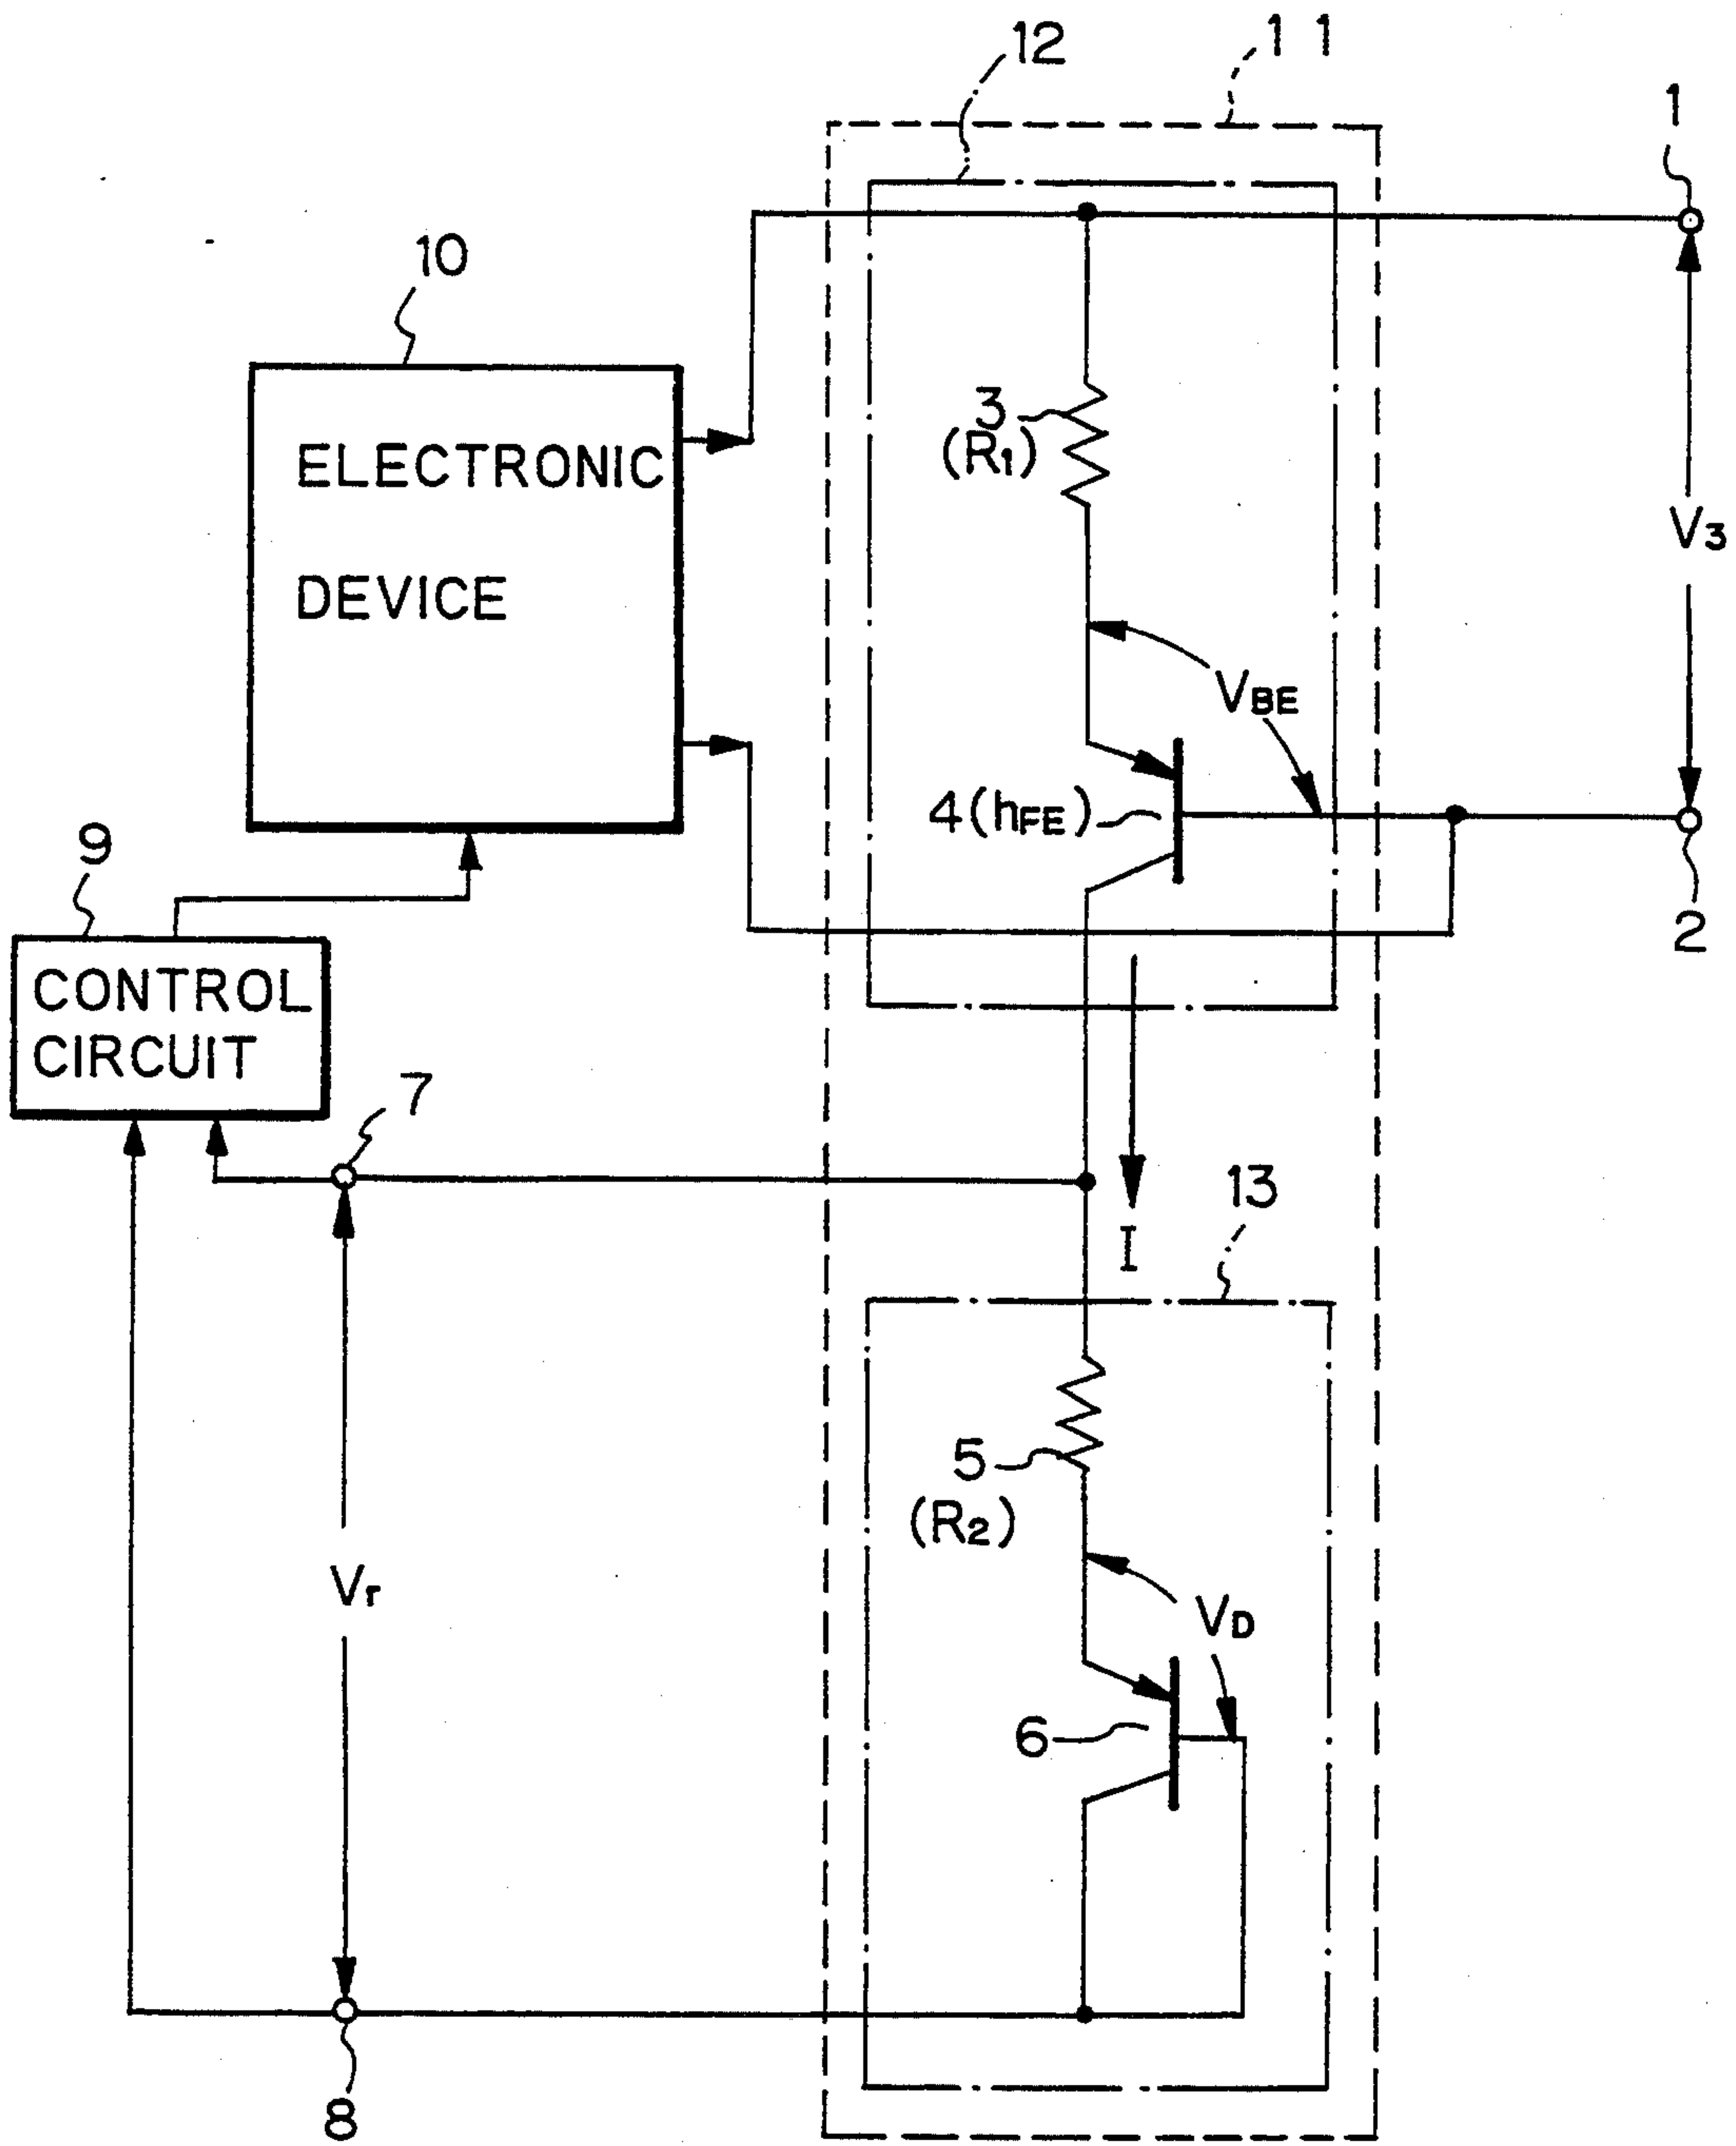 12
11
1
10
ELECTRONIC
DEVICE
3
(R1)
V3
VBE
4(hFE)
9
2
CONTROL
CIRCUIT
7
13
I
5
(R2)
Vr
VD
6
8